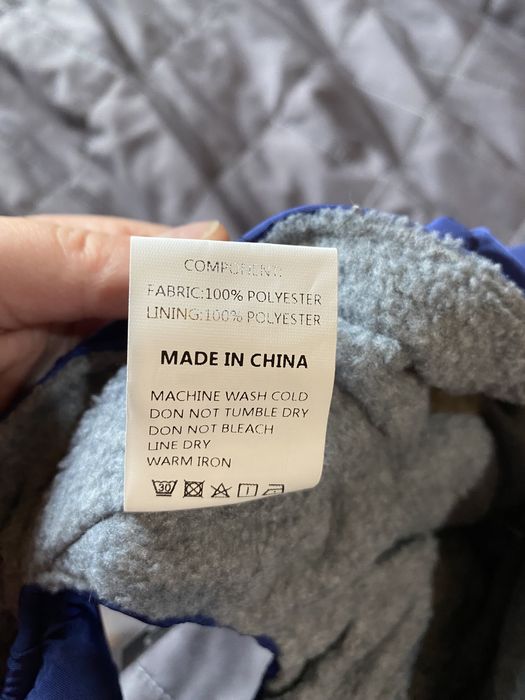 COMPONENT:
FABRIC:100% POLYESTER
LINING:100% POLYESTER
MADE IN CHINA
MACHINE WASH COLD
DON NOT TUMBLE DRY
DON NOT BLEACH
LINE DRY
WARM IRON
30